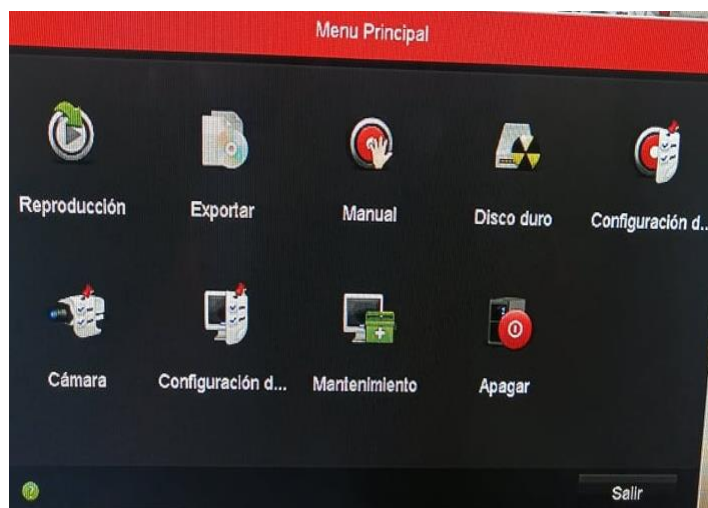 Menu Principal
Reproducción
Exportar
Manual
Disco duro
Configuración d..
Cámara
Configuración d...
Mantenimiento
Apagar
Salir